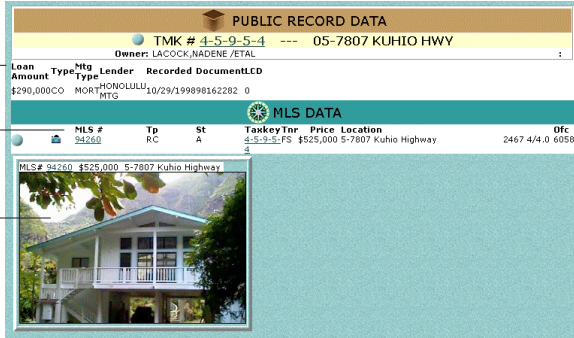 PUBLIC RECORD DATA
TMK # 4-5-9-5-4 --- 05-7807 KUHIO HWY
Owner: LACOCK,NADENE /ETAL :
Loan Amount Type Mtg Type Lender Recorded Document LCD
$290,000 CO MORT HONOLULU MTG 10/29/1998 98162282 0
MLS DATA
MLS # Tp St Taxkey Tnr Price Location Ofc
94260 RC A 4-5-9-5-4 FS $525,000 5-7807 Kuhio Highway 2467 4/4.0 6058
MLS# 94260 $525,000 5-7807 Kuhio Highway